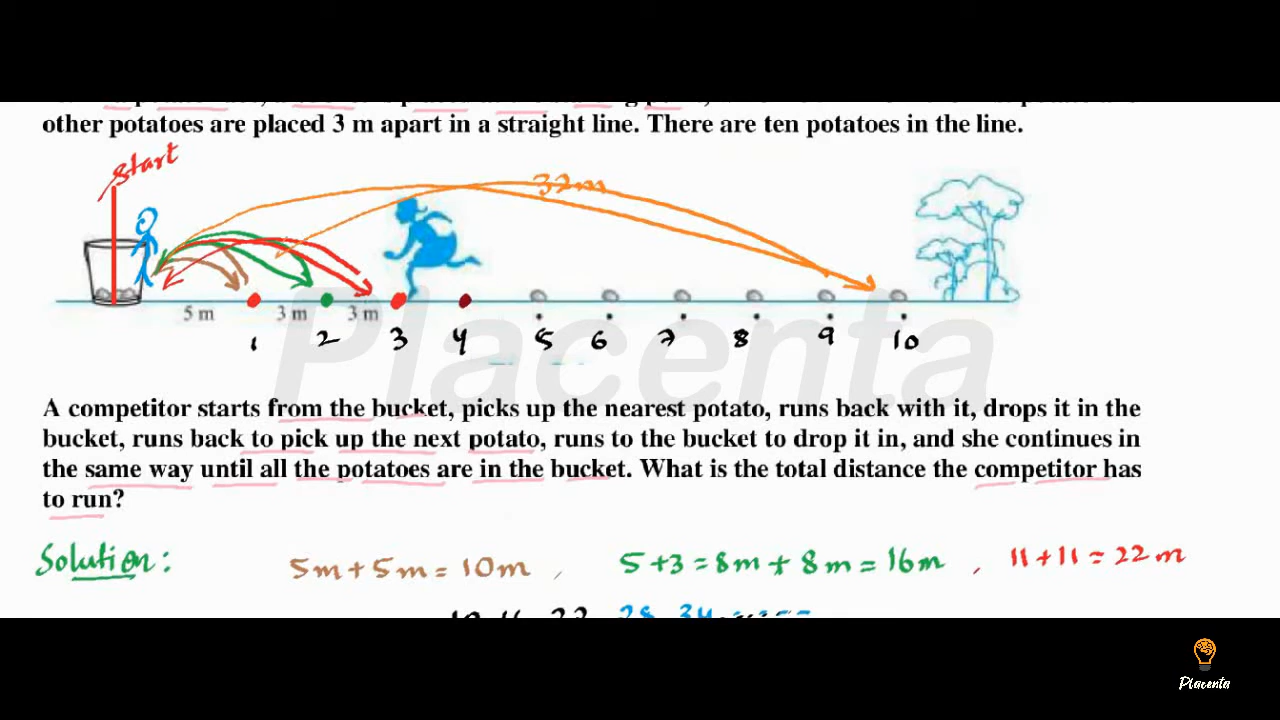 other potatoes are placed 3 m apart in a straight line. There are ten potatoes in the line.
start
32m
5 m 3 m 3 m
1 2 3 4 5 6 7 8 9 10
Placenta
A competitor starts from the bucket, picks up the nearest potato, runs back with it, drops it in the
bucket, runs back to pick up the next potato, runs to the bucket to drop it in, and she continues in
the same way until all the potatoes are in the bucket. What is the total distance the competitor has
to run?
Solution: 5m + 5m = 10m , 5 + 3 = 8m + 8m = 16m , 11 + 11 = 22m
Placenta